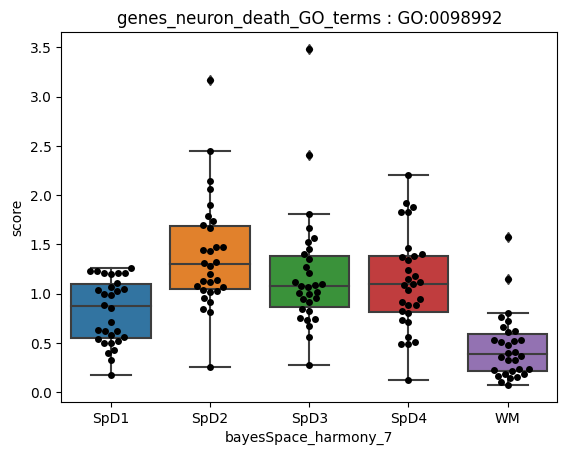 genes_neuron_death_GO_terms : GO:0098992
3.5
3.0
2.5
2.0
1.5
1.0
0.5
0.0
score
SpD1 SpD2 SpD3 SpD4 WM
bayesSpace_harmony_7